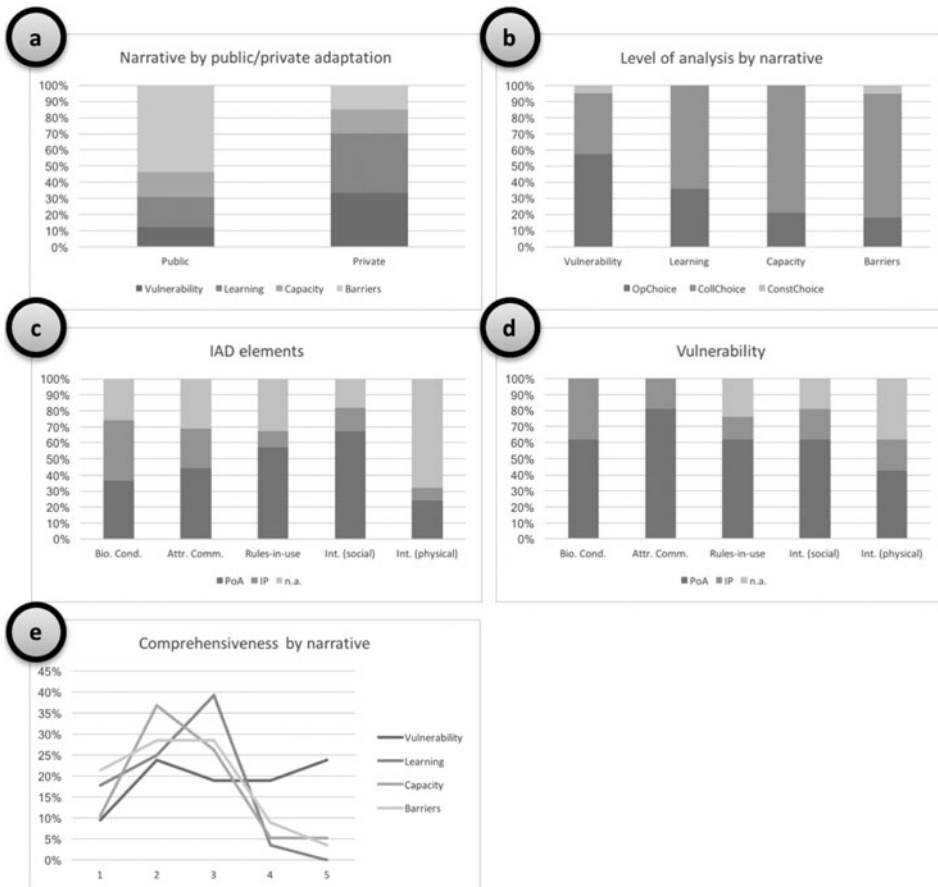 a
Narrative by public/private adaptation
100%
90%
80%
70%
60%
50%
40%
30%
20%
10%
0%
Public Private
Vulnerability Learning Capacity Barriers
b
Level of analysis by narrative
100%
90%
80%
70%
60%
50%
40%
30%
20%
10%
0%
Vulnerability Learning Capacity Barriers
OpChoice CollChoice ConstChoice
c
IAD elements
100%
90%
80%
70%
60%
50%
40%
30%
20%
10%
0%
Bio. Cond. Attr. Comm. Rules-in-use Int. (social) Int. (physical)
PoA IP n.a.
d
Vulnerability
100%
90%
80%
70%
60%
50%
40%
30%
20%
10%
0%
Bio. Cond. Attr. Comm. Rules-in-use Int. (social) Int. (physical)
PoA IP n.a.
e
Comprehensiveness by narrative
45%
40%
35%
30%
25%
20%
15%
10%
5%
0%
1 2 3 4 5
Vulnerability
Learning
Capacity
Barriers